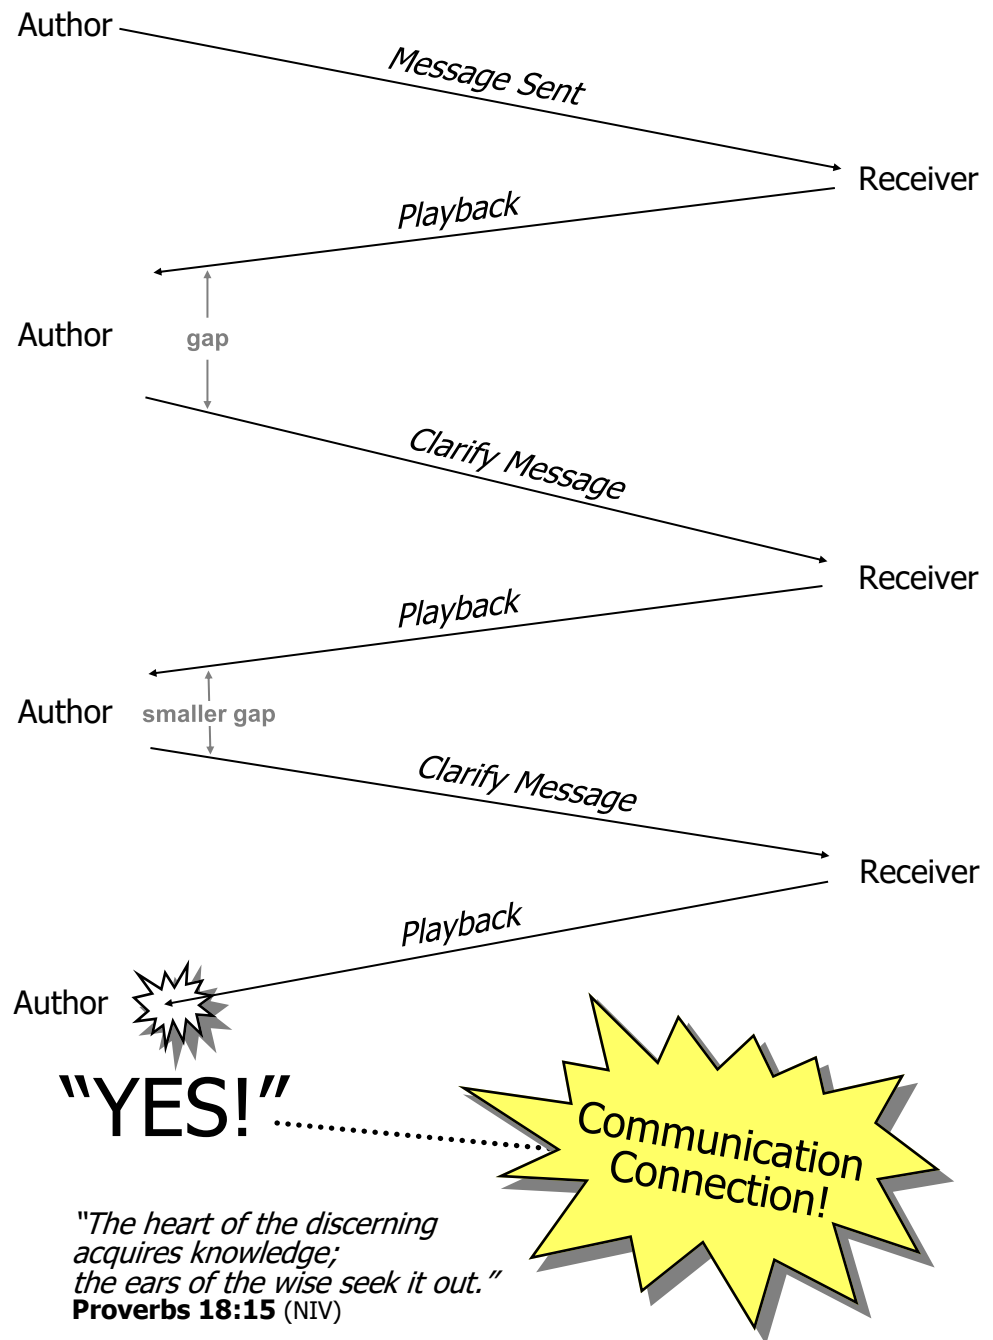 Author
Message Sent
Receiver
Playback
Author
gap
Clarify Message
Receiver
Playback
Author
smaller gap
Clarify Message
Receiver
Playback
Author
“YES!”
Communication
Connection!
“The heart of the discerning
acquires knowledge;
the ears of the wise seek it out.”
Proverbs 18:15 (NIV)